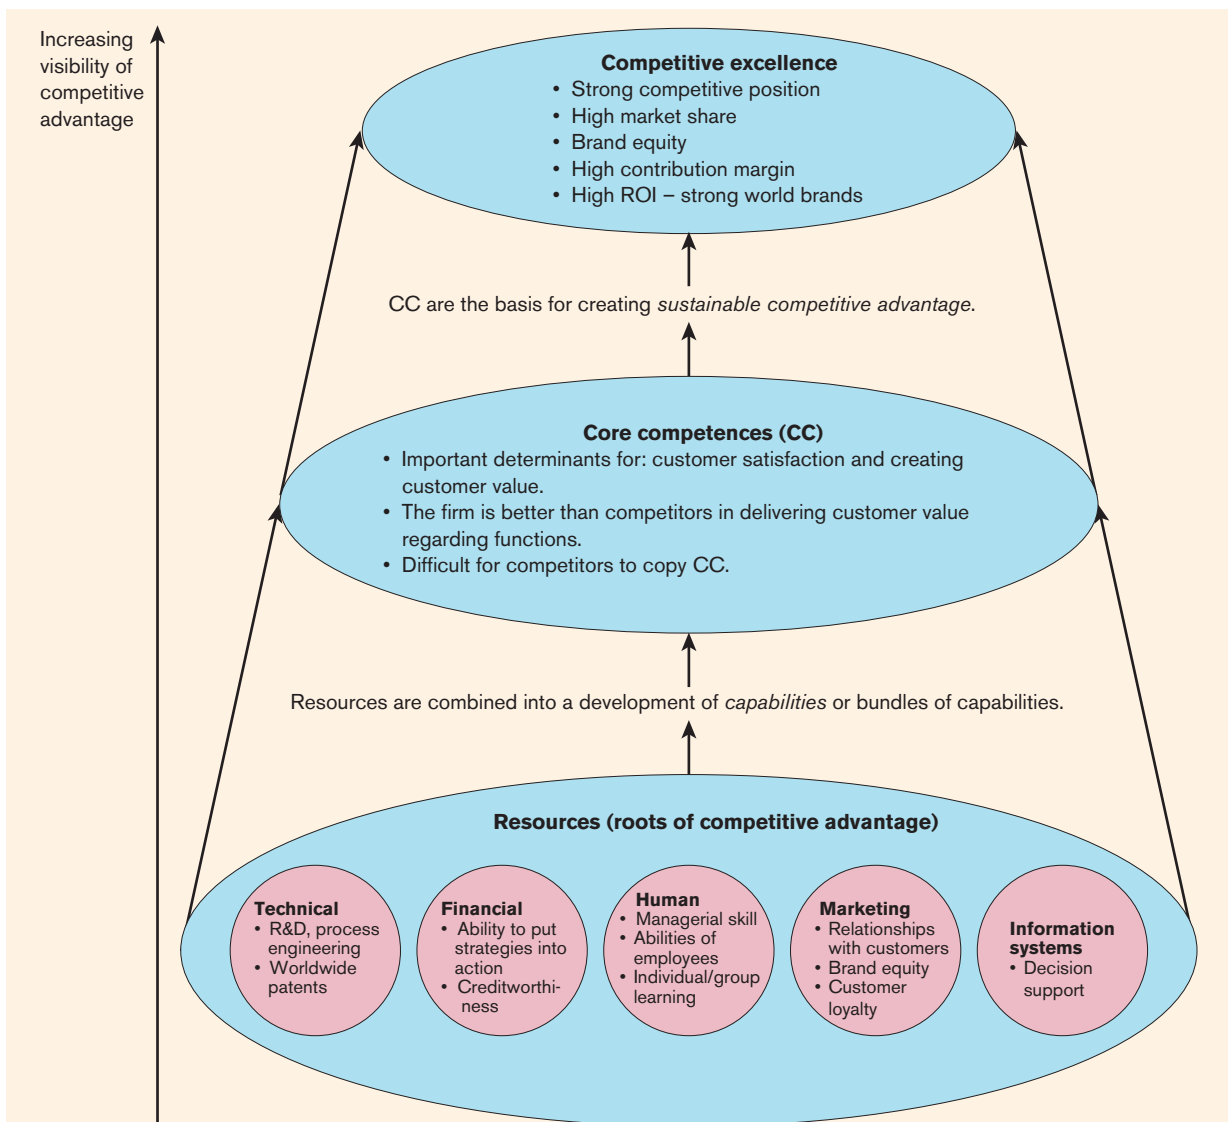 Increasing
visibility of
competitive
advantage
Competitive excellence
• Strong competitive position
• High market share
• Brand equity
• High contribution margin
• High ROI – strong world brands
CC are the basis for creating sustainable competitive advantage.
Core competences (CC)
• Important determinants for: customer satisfaction and creating
customer value.
• The firm is better than competitors in delivering customer value
regarding functions.
• Difficult for competitors to copy CC.
Resources are combined into a development of capabilities or bundles of capabilities.
Resources (roots of competitive advantage)
Technical
• R&D, process
engineering
• Worldwide
patents
Financial
• Ability to put
strategies into
action
• Creditworthi-
ness
Human
• Managerial skill
• Abilities of
employees
• Individual/group
learning
Marketing
• Relationships
with customers
• Brand equity
• Customer
loyalty
Information
systems
• Decision
support